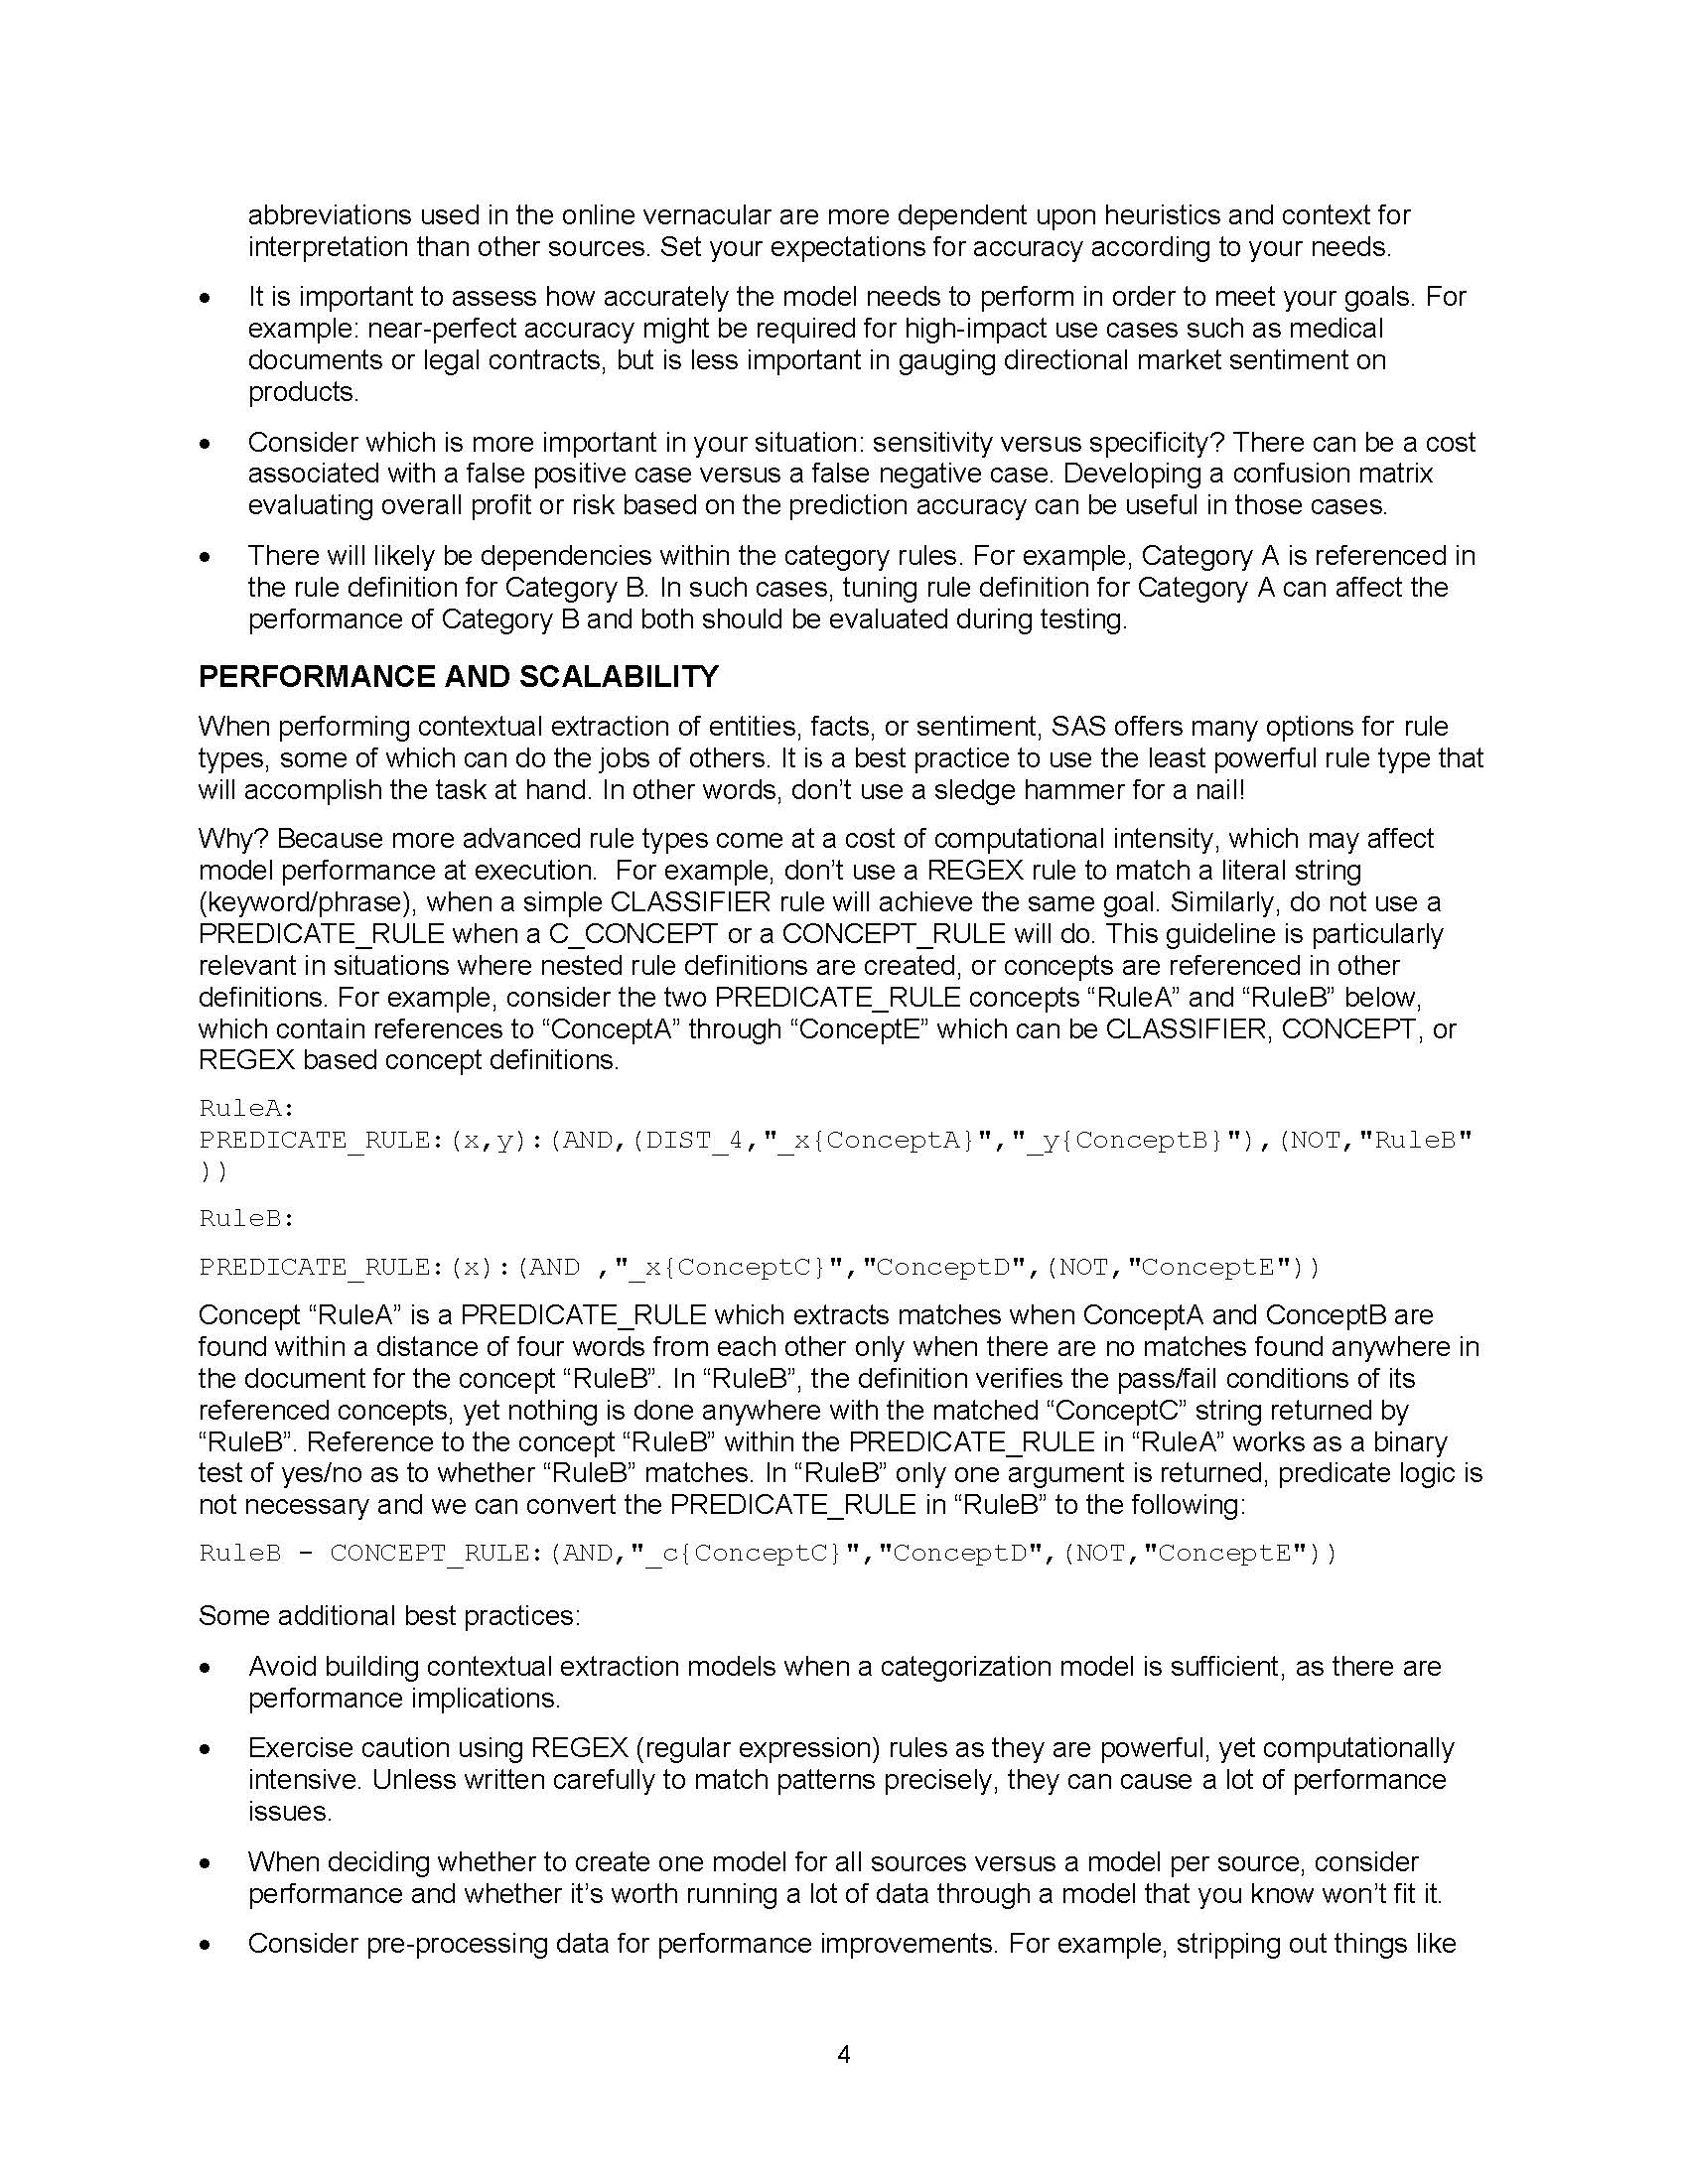 abbreviations used in the online vernacular are more dependent upon heuristics and context for
interpretation than other sources. Set your expectations for accuracy according to your needs.
• It is important to assess how accurately the model needs to perform in order to meet your goals. For
example: near-perfect accuracy might be required for high-impact use cases such as medical
documents or legal contracts, but is less important in gauging directional market sentiment on
products.
• Consider which is more important in your situation: sensitivity versus specificity? There can be a cost
associated with a false positive case versus a false negative case. Developing a confusion matrix
evaluating overall profit or risk based on the prediction accuracy can be useful in those cases.
• There will likely be dependencies within the category rules. For example, Category A is referenced in
the rule definition for Category B. In such cases, tuning rule definition for Category A can affect the
performance of Category B and both should be evaluated during testing.
PERFORMANCE AND SCALABILITY
When performing contextual extraction of entities, facts, or sentiment, SAS offers many options for rule
types, some of which can do the jobs of others. It is a best practice to use the least powerful rule type that
will accomplish the task at hand. In other words, don’t use a sledge hammer for a nail!
Why? Because more advanced rule types come at a cost of computational intensity, which may affect
model performance at execution.  For example, don’t use a REGEX rule to match a literal string
(keyword/phrase), when a simple CLASSIFIER rule will achieve the same goal. Similarly, do not use a
PREDICATE_RULE when a C_CONCEPT or a CONCEPT_RULE will do. This guideline is particularly
relevant in situations where nested rule definitions are created, or concepts are referenced in other
definitions. For example, consider the two PREDICATE_RULE concepts “RuleA” and “RuleB” below,
which contain references to “ConceptA” through “ConceptE” which can be CLASSIFIER, CONCEPT, or
REGEX based concept definitions.
RuleA:
PREDICATE_RULE:(x,y):(AND,(DIST_4,"_x{ConceptA}","_y{ConceptB}"),(NOT,"RuleB"
))
RuleB:
PREDICATE_RULE:(x):(AND ,"_x{ConceptC}","ConceptD",(NOT,"ConceptE"))
Concept “RuleA” is a PREDICATE_RULE which extracts matches when ConceptA and ConceptB are
found within a distance of four words from each other only when there are no matches found anywhere in
the document for the concept “RuleB”. In “RuleB”, the definition verifies the pass/fail conditions of its
referenced concepts, yet nothing is done anywhere with the matched “ConceptC” string returned by
“RuleB”. Reference to the concept “RuleB” within the PREDICATE_RULE in “RuleA” works as a binary
test of yes/no as to whether “RuleB” matches. In “RuleB” only one argument is returned, predicate logic is
not necessary and we can convert the PREDICATE_RULE in “RuleB” to the following:
RuleB - CONCEPT_RULE:(AND,"_c{ConceptC}","ConceptD",(NOT,"ConceptE"))
Some additional best practices:
• Avoid building contextual extraction models when a categorization model is sufficient, as there are
performance implications.
• Exercise caution using REGEX (regular expression) rules as they are powerful, yet computationally
intensive. Unless written carefully to match patterns precisely, they can cause a lot of performance
issues.
• When deciding whether to create one model for all sources versus a model per source, consider
performance and whether it’s worth running a lot of data through a model that you know won’t fit it.
• Consider pre-processing data for performance improvements. For example, stripping out things like
4